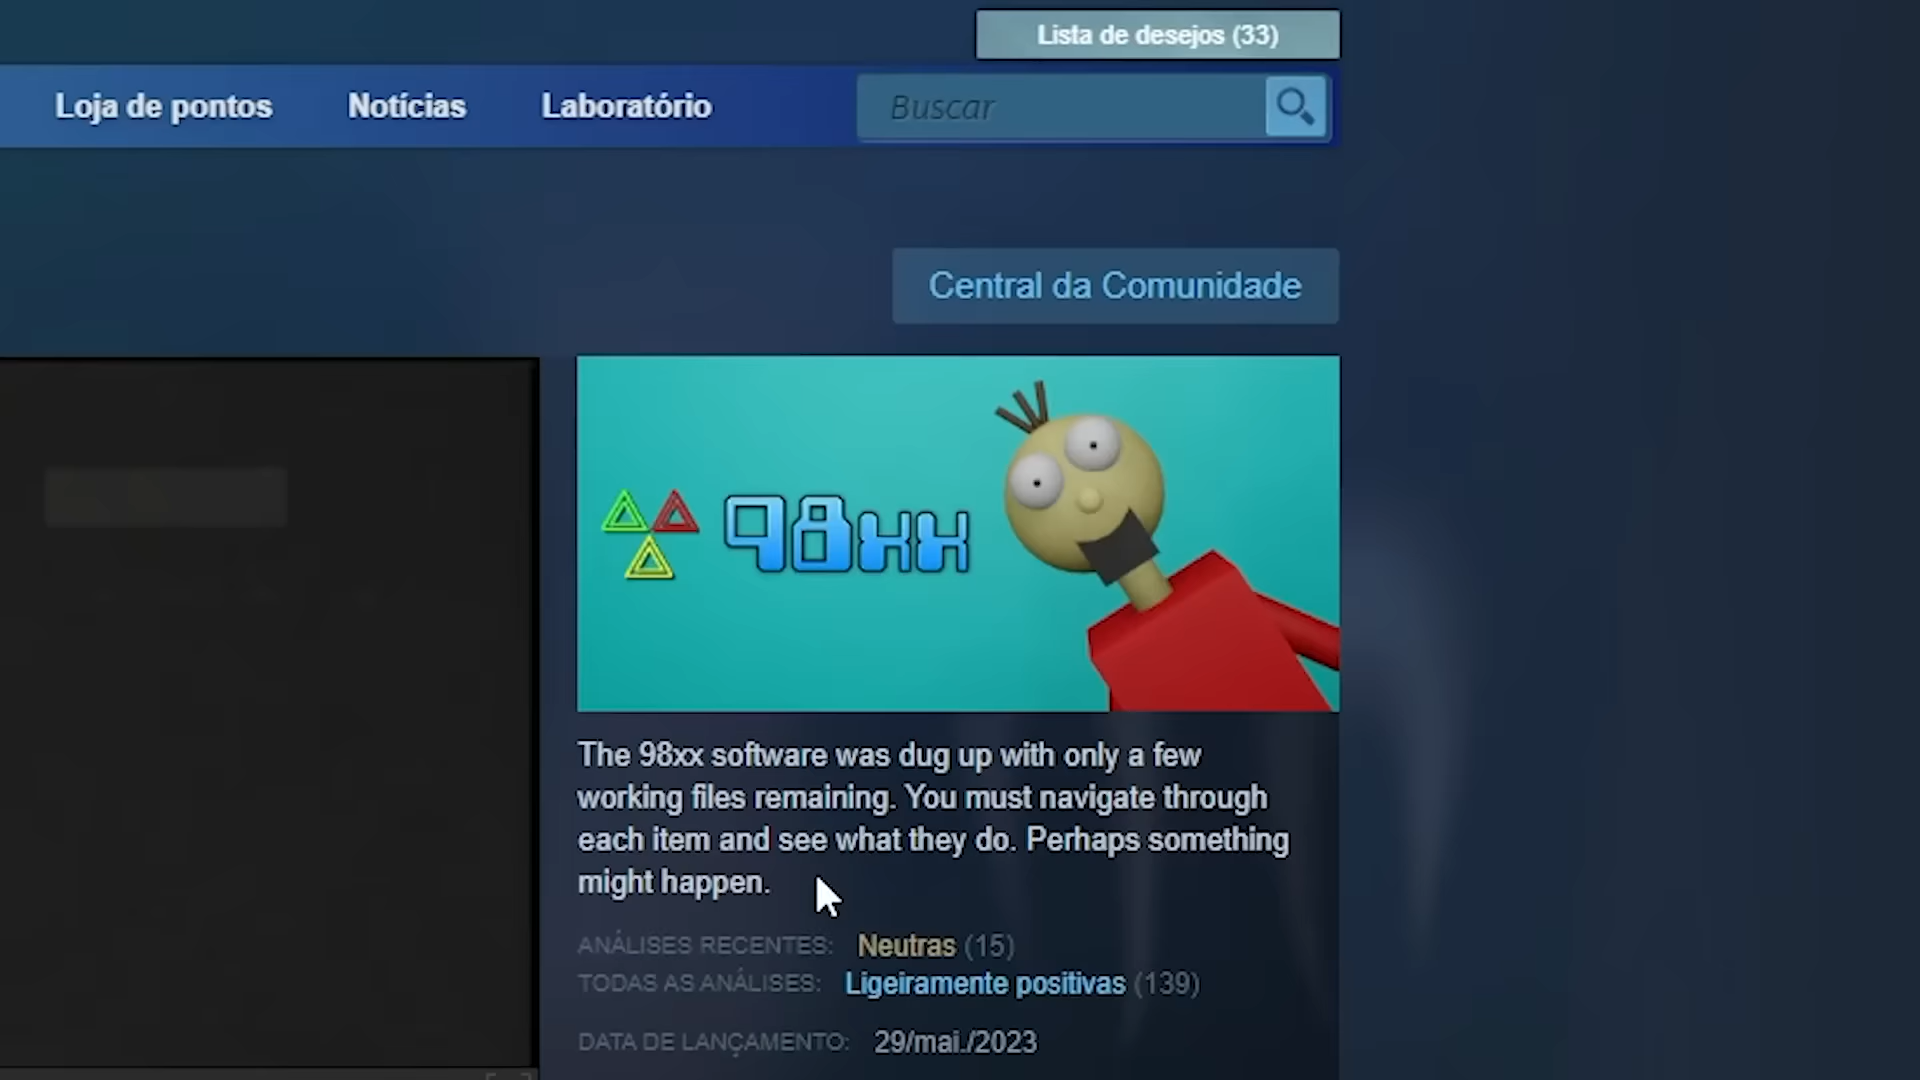 Lista de desejos (33)
Loja de pontos
Notícias
Laboratório
Buscar
Central da Comunidade
98xx
The 98xx software was dug up with only a few
working files remaining. You must navigate through
each item and see what they do. Perhaps something
might happen.
ANÁLISES RECENTES: Neutras (15)
TODAS AS ANÁLISES: Ligeiramente positivas (139)
DATA DE LANÇAMENTO: 29/mai./2023